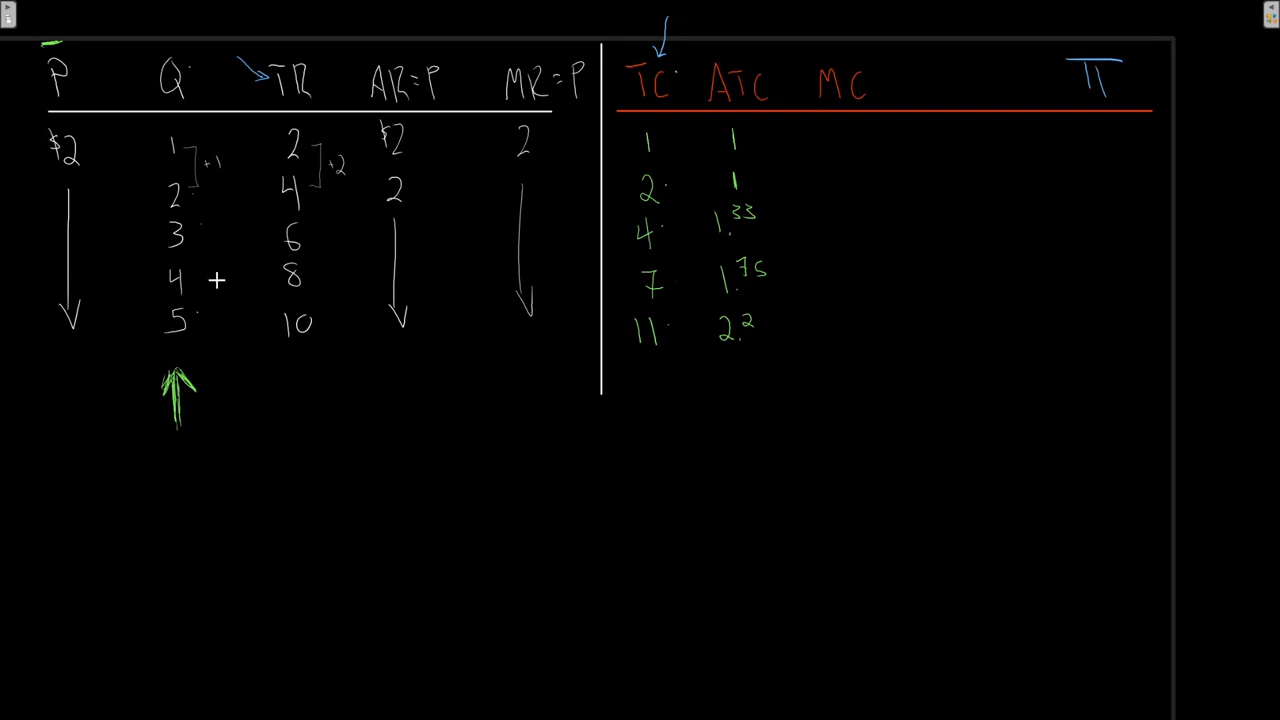 P Q TR AR=P MR=P TC ATC MC π
$2 1 2 $2 2 1 1
+1 +2
2 4 2 2 1
3 6 4 1.33
4 8 7 1.75
5 10 11 2.2